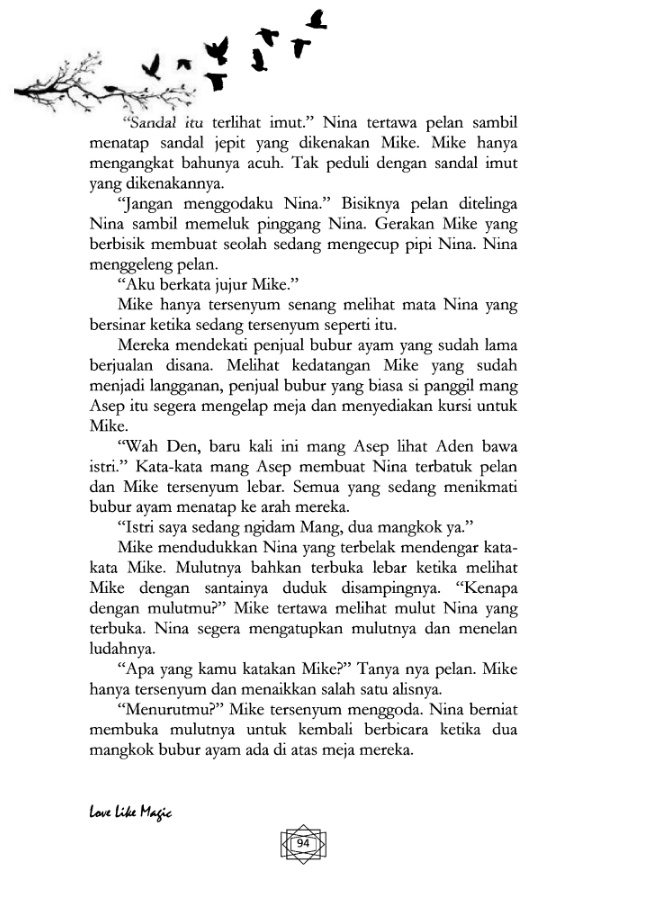 “Sandal itu terlihat imut.” Nina tertawa pelan sambil
menatap sandal jepit yang dikenakan Mike. Mike hanya
mengangkat bahunya acuh. Tak peduli dengan sandal imut
yang dikenakannya.
“Jangan menggodaku Nina.” Bisiknya pelan ditelinga
Nina sambil memeluk pinggang Nina. Gerakan Mike yang
berbisik membuat seolah sedang mengecup pipi Nina. Nina
menggeleng pelan.
“Aku berkata jujur Mike.”
Mike hanya tersenyum senang melihat mata Nina yang
bersinar ketika sedang tersenyum seperti itu.
Mereka mendekati penjual bubur ayam yang sudah lama
berjualan disana. Melihat kedatangan Mike yang sudah
menjadi langganan, penjual bubur yang biasa si panggil mang
Asep itu segera mengelap meja dan menyediakan kursi untuk
Mike.
“Wah Den, baru kali ini mang Asep lihat Aden bawa
istri.” Kata-kata mang Asep membuat Nina terbatuk pelan
dan Mike tersenyum lebar. Semua yang sedang menikmati
bubur ayam menatap ke arah mereka.
“Istri saya sedang ngidam Mang, dua mangkok ya.”
Mike mendudukkan Nina yang terbelak mendengar kata-
kata Mike. Mulutnya bahkan terbuka lebar ketika melihat
Mike dengan santainya duduk disampingnya. “Kenapa
dengan mulutmu?” Mike tertawa melihat mulut Nina yang
terbuka. Nina segera mengatupkan mulutnya dan menelan
ludahnya.
“Apa yang kamu katakan Mike?” Tanya nya pelan. Mike
hanya tersenyum dan menaikkan salah satu alisnya.
“Menurutmu?” Mike tersenyum menggoda. Nina berniat
membuka mulutnya untuk kembali berbicara ketika dua
mangkok bubur ayam ada di atas meja mereka.
Love Like Magic
94